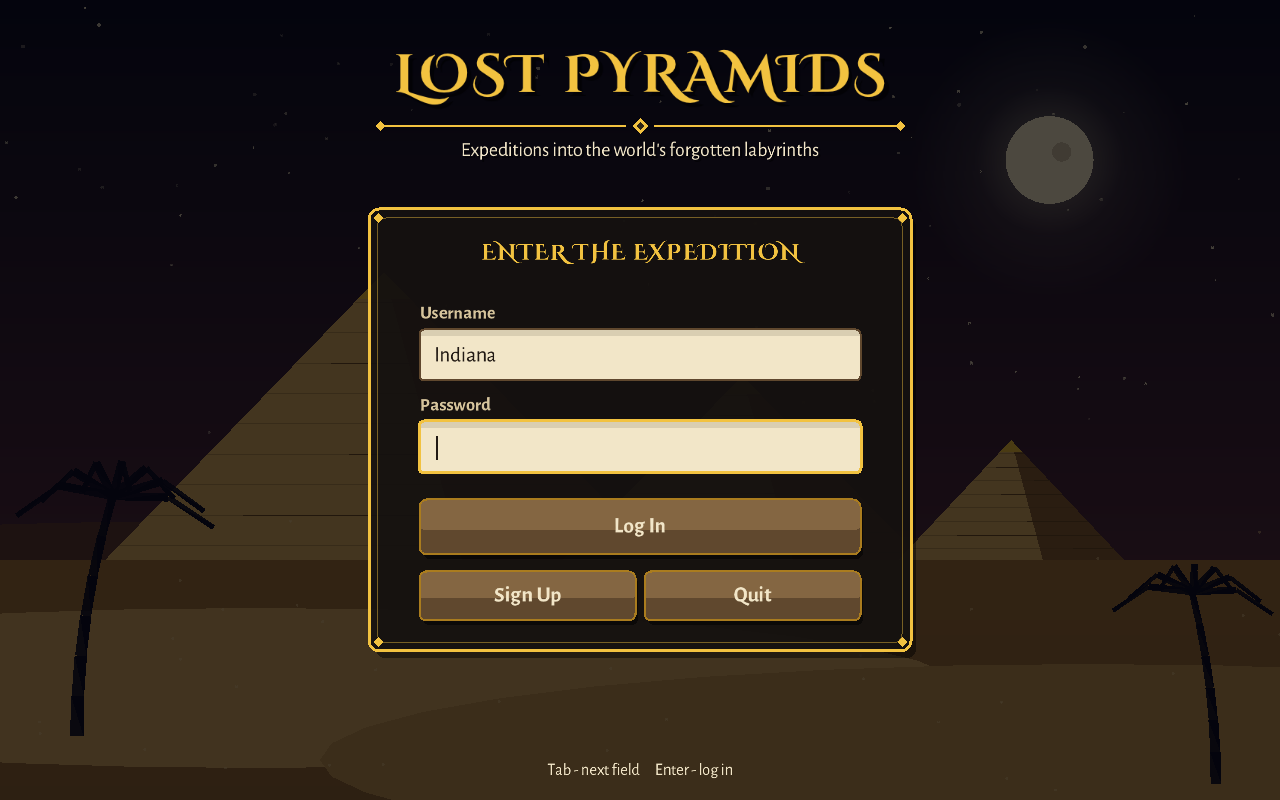 LOST PYRAMIDS
Expeditions into the world's forgotten labyrinths
ENTER THE EXPEDITION
Username
Indiana
Password
Log In
Sign Up
Quit
Tab - next field Enter - log in